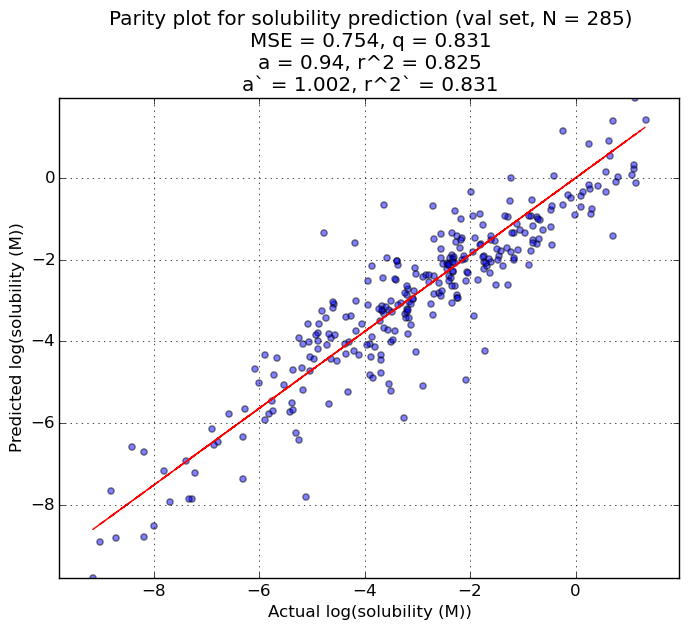 Parity plot for solubility prediction (val set, N = 285)
MSE = 0.754, q = 0.831
a = 0.94, r^2 = 0.825
a` = 1.002, r^2` = 0.831
Predicted log(solubility (M))
0
−2
−4
−6
−8
−8 −6 −4 −2 0
Actual log(solubility (M))